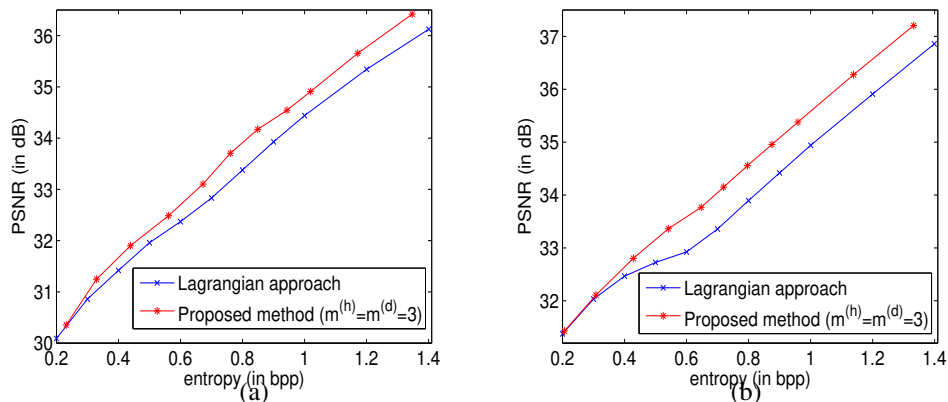 36
35
34
33
32
31
30
PSNR (in dB)
Lagrangian approach
Proposed method (m^(h)=m^(d)=3)
0.2 0.4 0.6 0.8 1 1.2 1.4
entropy (in bpp)
(a)
37
36
35
34
33
32
PSNR (in dB)
Lagrangian approach
Proposed method (m^(h)=m^(d)=3)
0.2 0.4 0.6 0.8 1 1.2 1.4
entropy (in bpp)
(b)